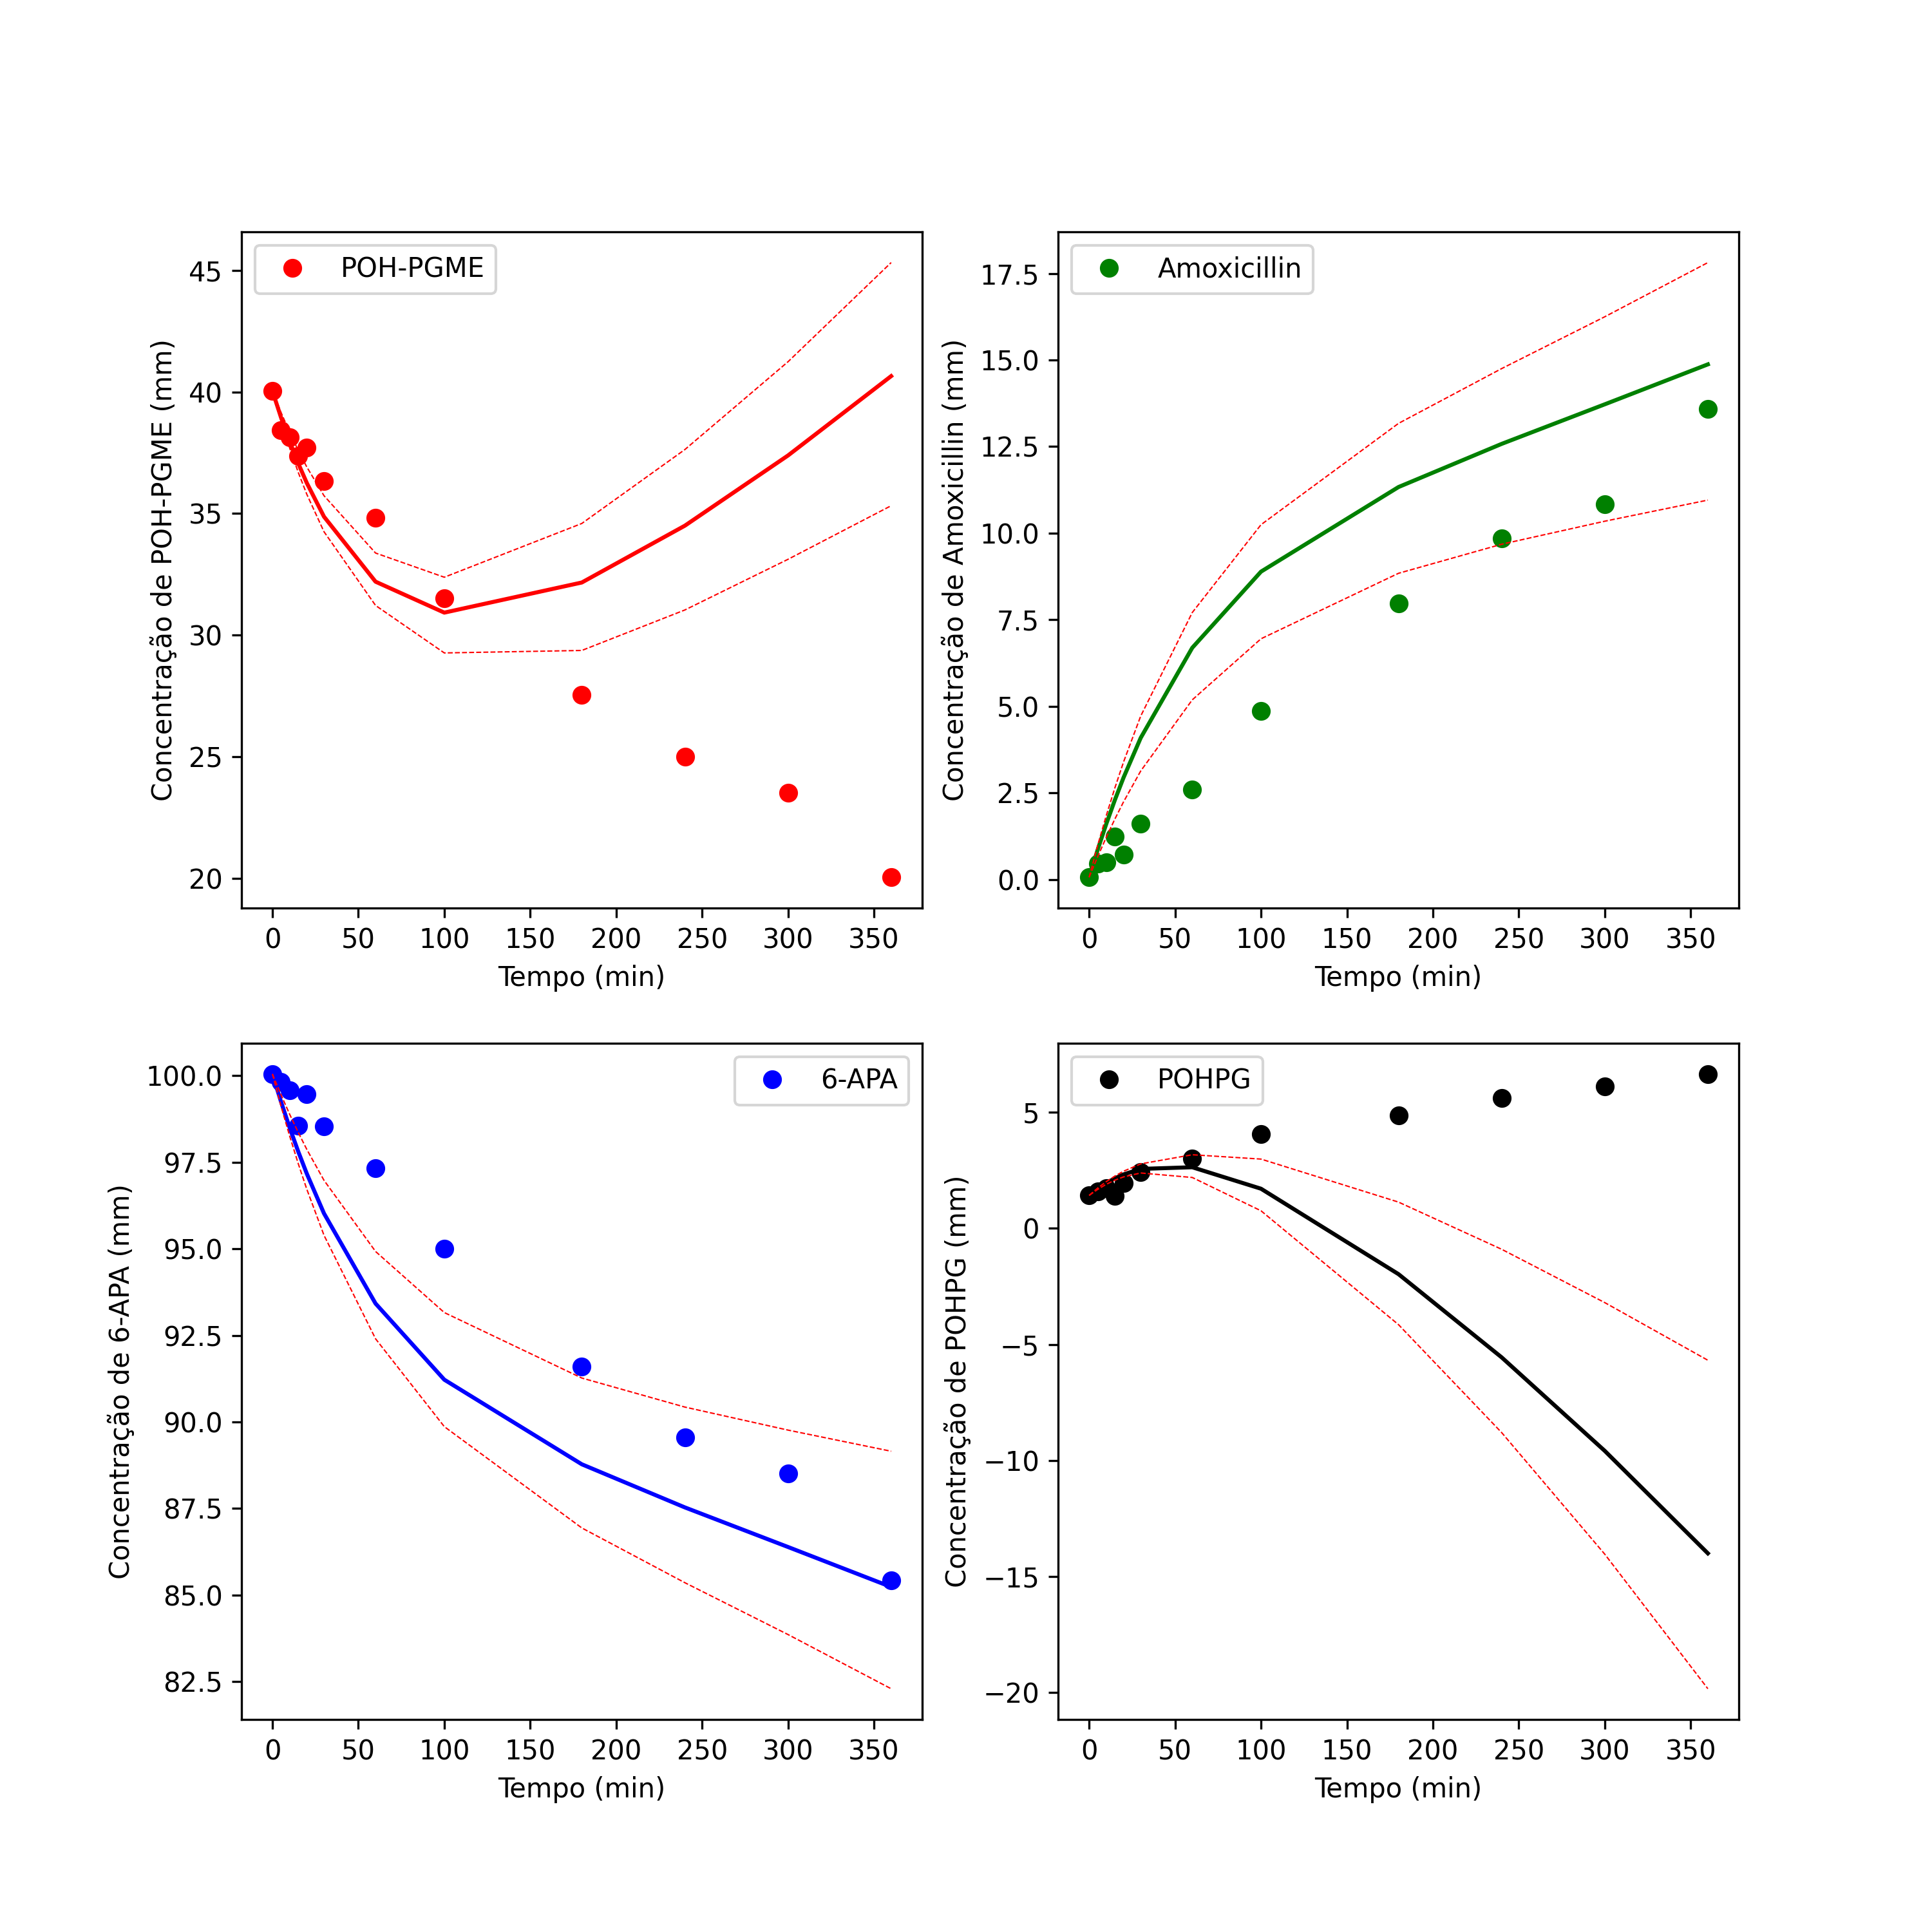 POH-PGME
Concentração de POH-PGME (mm)
45
40
35
30
25
20
0 50 100 150 200 250 300 350
Tempo (min)
Amoxicillin
Concentração de Amoxicillin (mm)
17.5
15.0
12.5
10.0
7.5
5.0
2.5
0.0
0 50 100 150 200 250 300 350
Tempo (min)
6-APA
Concentração de 6-APA (mm)
100.0
97.5
95.0
92.5
90.0
87.5
85.0
82.5
0 50 100 150 200 250 300 350
Tempo (min)
POHPG
Concentração de POHPG (mm)
5
0
−5
−10
−15
−20
0 50 100 150 200 250 300 350
Tempo (min)